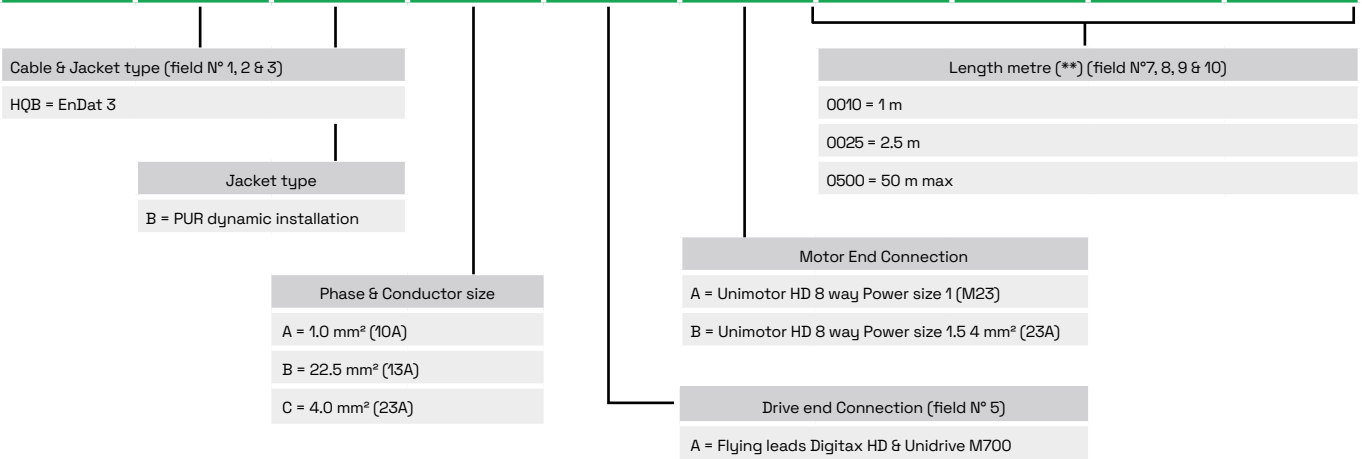 Cable & Jacket type (field N° 1, 2 & 3)
HQB = EnDat 3
Jacket type
B = PUR dynamic installation
Phase & Conductor size
A = 1.0 mm² (10A)
B = 22.5 mm² (13A)
C = 4.0 mm² (23A)
Length metre (**) (field N°7, 8, 9 & 10)
0010 = 1 m
0025 = 2.5 m
0500 = 50 m max
Motor End Connection
A = Unimotor HD 8 way Power size 1 (M23)
B = Unimotor HD 8 way Power size 1.5 4 mm² (23A)
Drive end Connection (field N° 5)
A = Flying leads Digitax HD & Unidrive M700